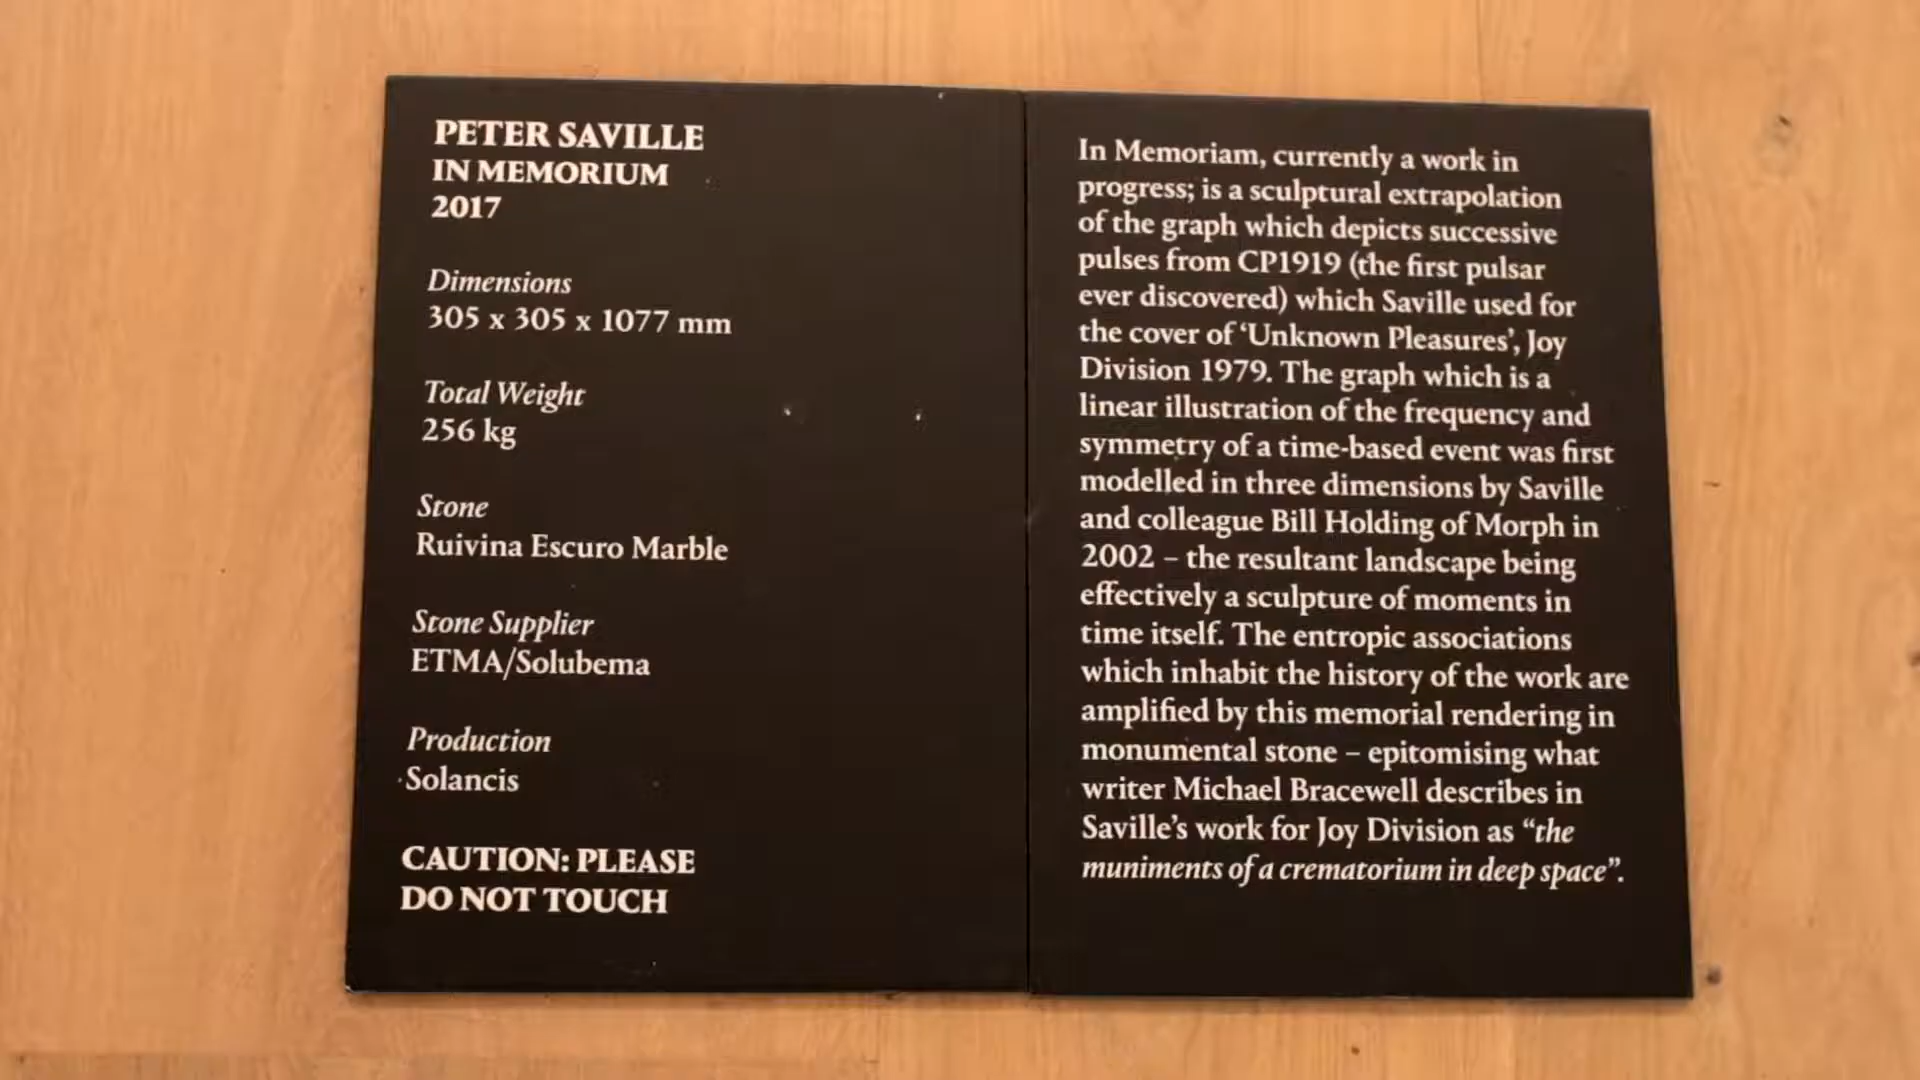 PETER SAVILLE
IN MEMORIUM
2017
Dimensions
305 x 305 x 1077 mm
Total Weight
256 kg
Stone
Ruivina Escuro Marble
Stone Supplier
ETMA/Solubema
Production
Solancis
CAUTION: PLEASE
DO NOT TOUCH
In Memoriam, currently a work in
progress; is a sculptural extrapolation
of the graph which depicts successive
pulses from CP1919 (the first pulsar
ever discovered) which Saville used for
the cover of ‘Unknown Pleasures’, Joy
Division 1979. The graph which is a
linear illustration of the frequency and
symmetry of a time-based event was first
modelled in three dimensions by Saville
and colleague Bill Holding of Morph in
2002 – the resultant landscape being
effectively a sculpture of moments in
time itself. The entropic associations
which inhabit the history of the work are
amplified by this memorial rendering in
monumental stone – epitomising what
writer Michael Bracewell describes in
Saville’s work for Joy Division as “the
muniments of a crematorium in deep space”.